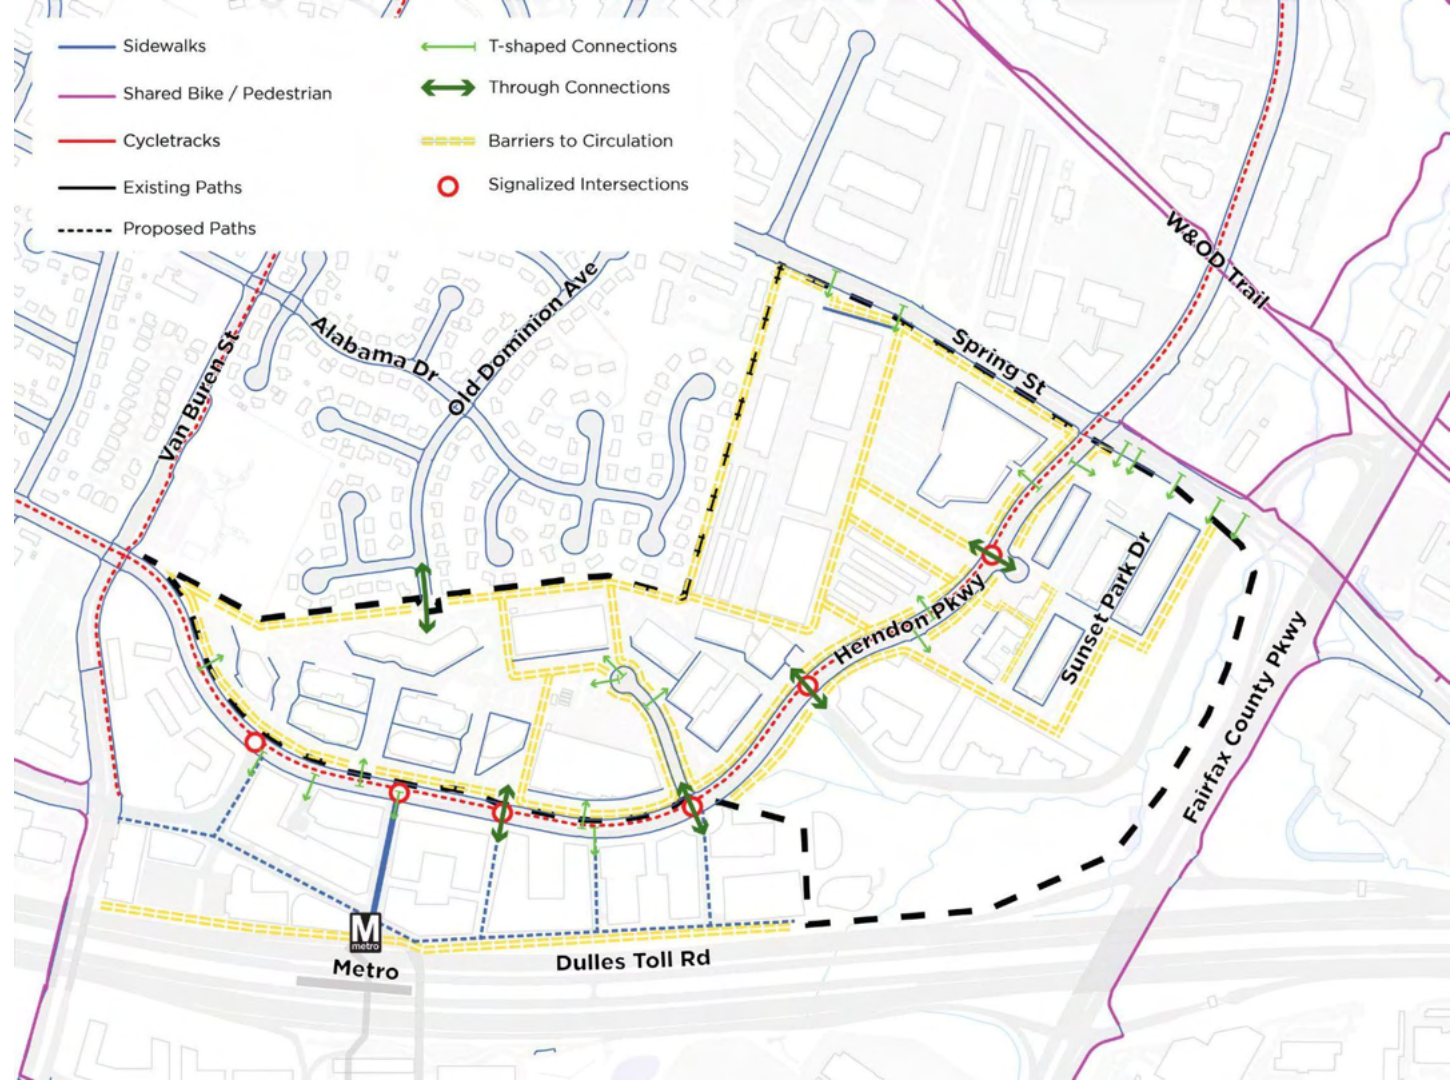 Sidewalks
Shared Bike / Pedestrian
Cycletracks
Existing Paths
Proposed Paths
T-shaped Connections
Through Connections
Barriers to Circulation
Signalized Intersections
W&OD Trail
Alabama Dr
Old Dominion Ave
Van Buren St
Spring St
Herndon Pkwy
Sunset Park Dr
Fairfax County Pkwy
M
metro
Metro
Dulles Toll Rd